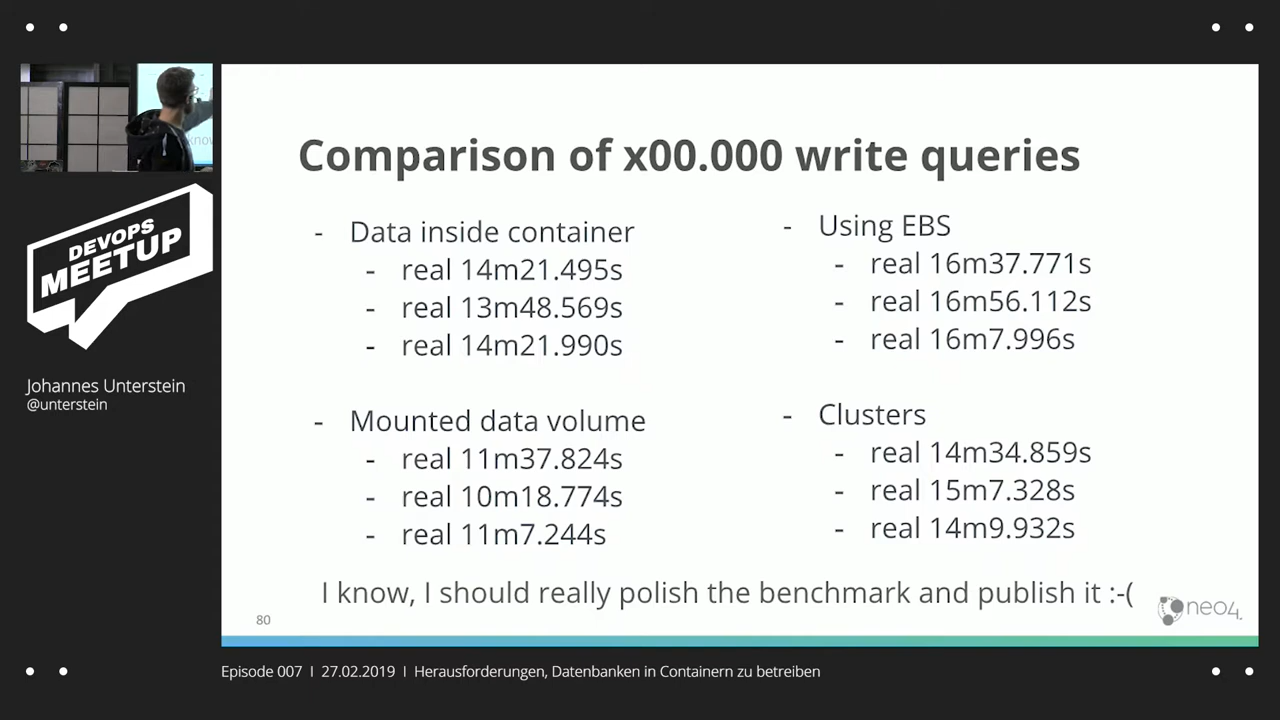 DEVOPS
MEETUP
Johannes Unterstein
@unterstein
Comparison of x00.000 write queries
- Data inside container
- real 14m21.495s
- real 13m48.569s
- real 14m21.990s
- Mounted data volume
- real 11m37.824s
- real 10m18.774s
- real 11m7.244s
- Using EBS
- real 16m37.771s
- real 16m56.112s
- real 16m7.996s
- Clusters
- real 14m34.859s
- real 15m7.328s
- real 14m9.932s
I know, I should really polish the benchmark and publish it :-(
80
neo4j
Episode 007 I 27.02.2019 I Herausforderungen, Datenbanken in Containern zu betreiben